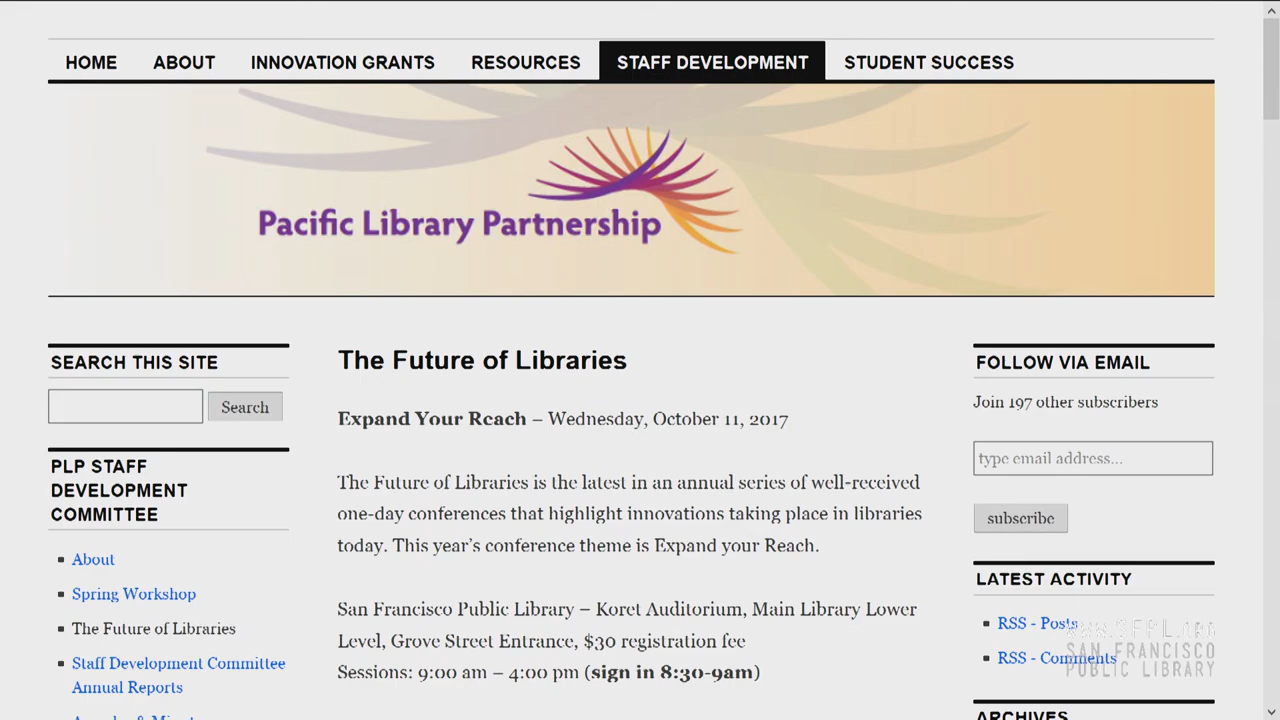 HOME ABOUT INNOVATION GRANTS RESOURCES STAFF DEVELOPMENT STUDENT SUCCESS
Pacific Library Partnership
SEARCH THIS SITE
Search
PLP STAFF
DEVELOPMENT
COMMITTEE
About
Spring Workshop
The Future of Libraries
Staff Development Committee
Annual Reports
The Future of Libraries
Expand Your Reach – Wednesday, October 11, 2017
The Future of Libraries is the latest in an annual series of well-received
one-day conferences that highlight innovations taking place in libraries
today. This year’s conference theme is Expand your Reach.
San Francisco Public Library – Koret Auditorium, Main Library Lower
Level, Grove Street Entrance, $30 registration fee
Sessions: 9:00 am – 4:00 pm (sign in 8:30-9am)
FOLLOW VIA EMAIL
Join 197 other subscribers
type email address...
subscribe
LATEST ACTIVITY
RSS - Posts
RSS - Comments
WWW.SFPL.ORG
SAN FRANCISCO
PUBLIC LIBRARY
ARCHIVES